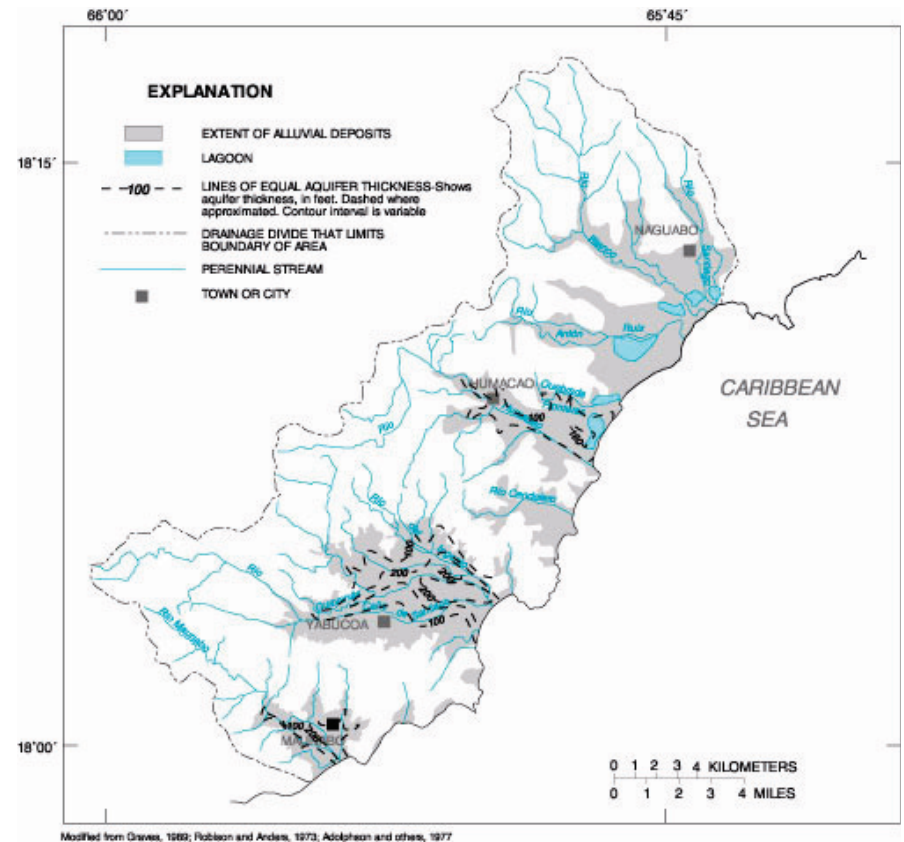 66°00'
65°45'
EXPLANATION
EXTENT OF ALLUVIAL DEPOSITS
LAGOON
100
LINES OF EQUAL AQUIFER THICKNESS-Shows
aquifer thickness, in feet. Dashed where
approximated. Contour interval is variable
DRAINAGE DIVIDE THAT LIMITS
BOUNDARY OF AREA
PERENNIAL STREAM
TOWN OR CITY
18°15'
Río
Río
NAGUABO
Río
Antón
Ruíz
CARIBBEAN
SEA
HUMACAO
Quebrada
100
Río
Río Candelero
Río
100
200
200
200
Río
Río Maunabo
YABUCOA
100
100
200
18°00'
0 1 2 3 4 KILOMETERS
0 1 2 3 4 MILES
Modified from Graves, 1989; Robison and Anders, 1973; Adolphson and others, 1977